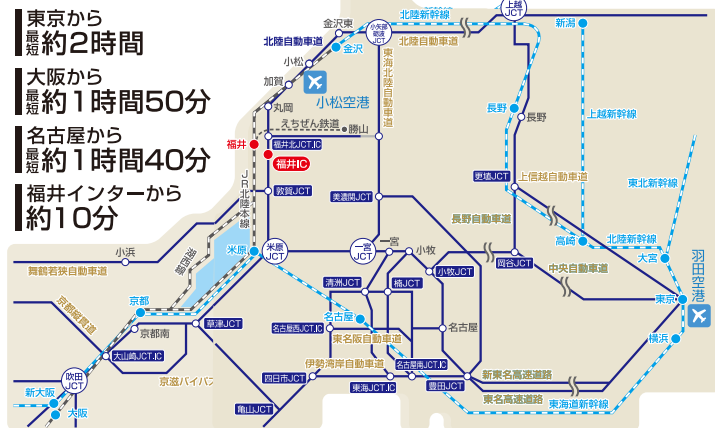 東京から
最短約2時間
大阪から
最短約1時間50分
名古屋から
最短約1時間40分
福井インターから
約10分
上越JCT
北陸新幹線
金沢東
小矢部砺波JCT
新潟
北陸自動車道
金沢
北陸自動車道
小松
東海北陸自動車道
加賀
小松空港
長野
長野
丸岡
上越新幹線
えちぜん鉄道
勝山
福井
福井北JCT.IC
福井IC
更埴JCT
上信越自動車道
東北新幹線
JR北陸本線
敦賀JCT
美濃関JCT
長野自動車道
高崎
北陸新幹線
小浜
湖西線
米原
米原JCT
一宮JCT
一宮
小牧
大宮
羽田空港
舞鶴若狭自動車道
小牧JCT
岡谷JCT
中央自動車道
清洲JCT
楠JCT
京都
京都縦貫道
東京
草津JCT
名古屋
名古屋
京都南
名古屋西JCT.IC
東名阪自動車道
横浜
大山崎JCT.IC
伊勢湾岸自動車道
名古屋南JCT.IC
吹田JCT
京滋バイパス
四日市JCT
東海JCT.IC
豊田JCT
新東名高速道路
新大阪
東名高速道路
東海道新幹線
大阪
亀山JCT